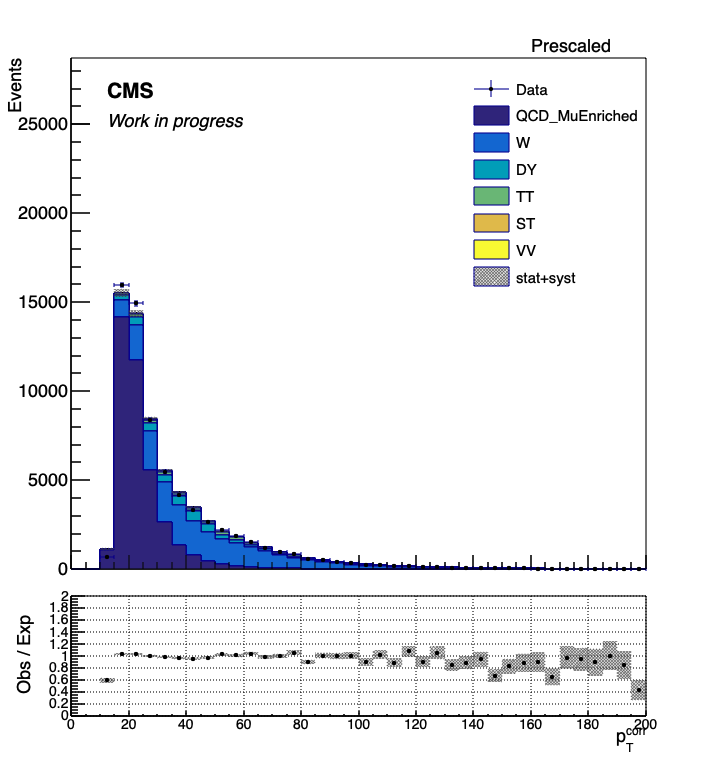 Prescaled
Events
CMS
Work in progress
Data
QCD_MuEnriched
W
DY
TT
ST
VV
stat+syst
25000
20000
15000
10000
5000
0
Obs / Exp
2
1.8
1.6
1.4
1.2
1
0.8
0.6
0.4
0.2
0
0 20 40 60 80 100 120 140 160 180 200
p_T^corr